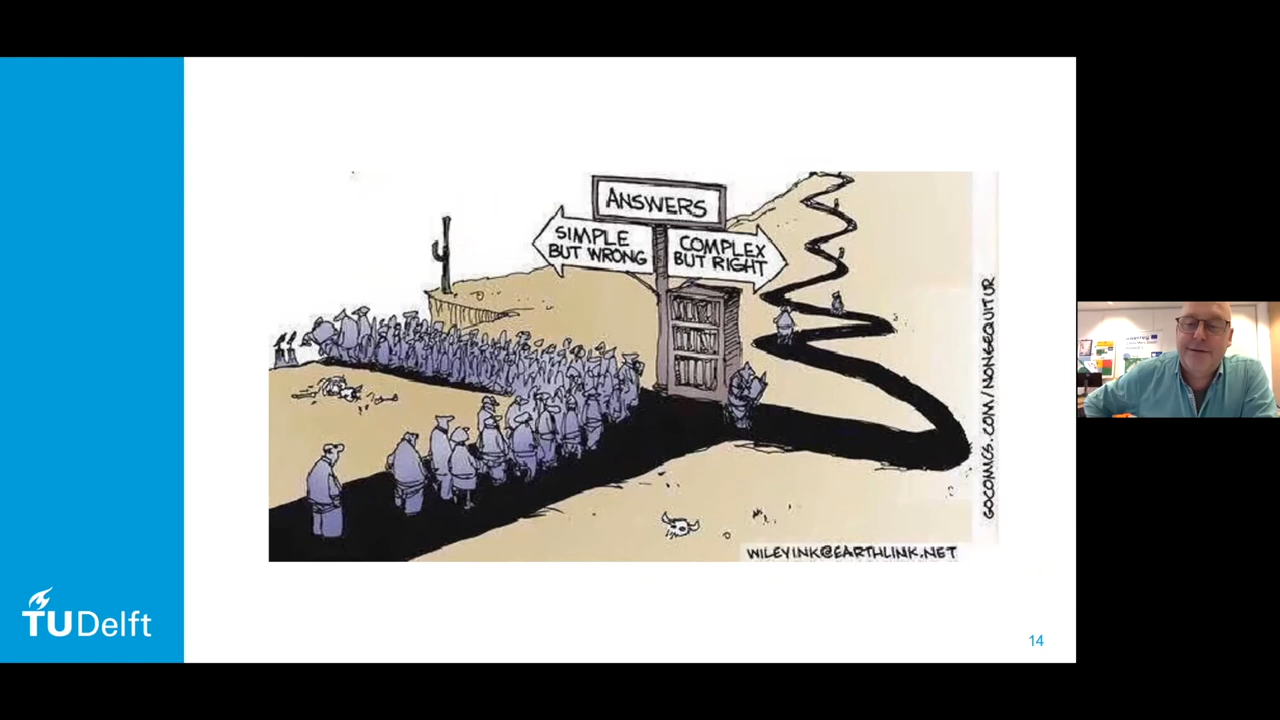 ANSWERS
SIMPLE
BUT WRONG
COMPLEX
BUT RIGHT
GOCOMICS.COM/NONSEQUITUR
WILEYINK@EARTHLINK.NET
TU Delft
14